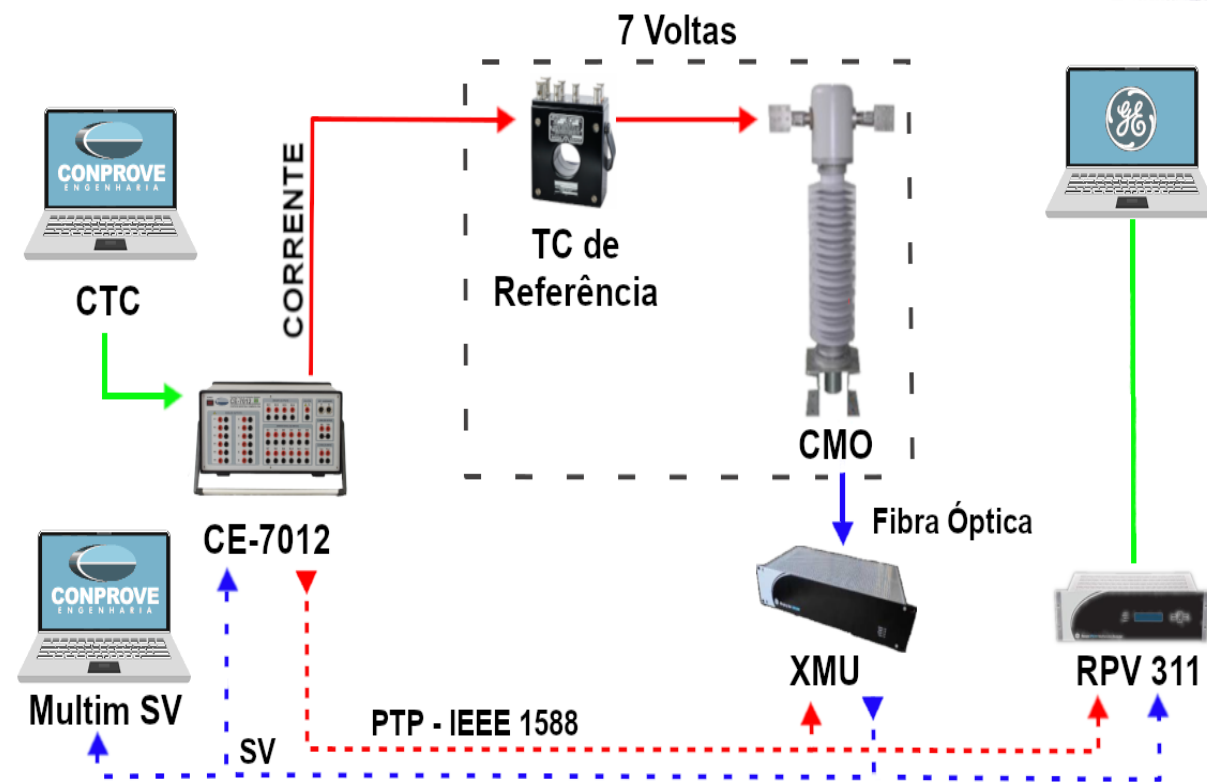 7 Voltas
CONPROVE
ENGENHARIA
CTC
CORRENTE
TC de
Referência
CMO
CE-7012
Fibra Óptica
CONPROVE
ENGENHARIA
Multim SV
XMU
RPV 311
PTP - IEEE 1588
SV
GE